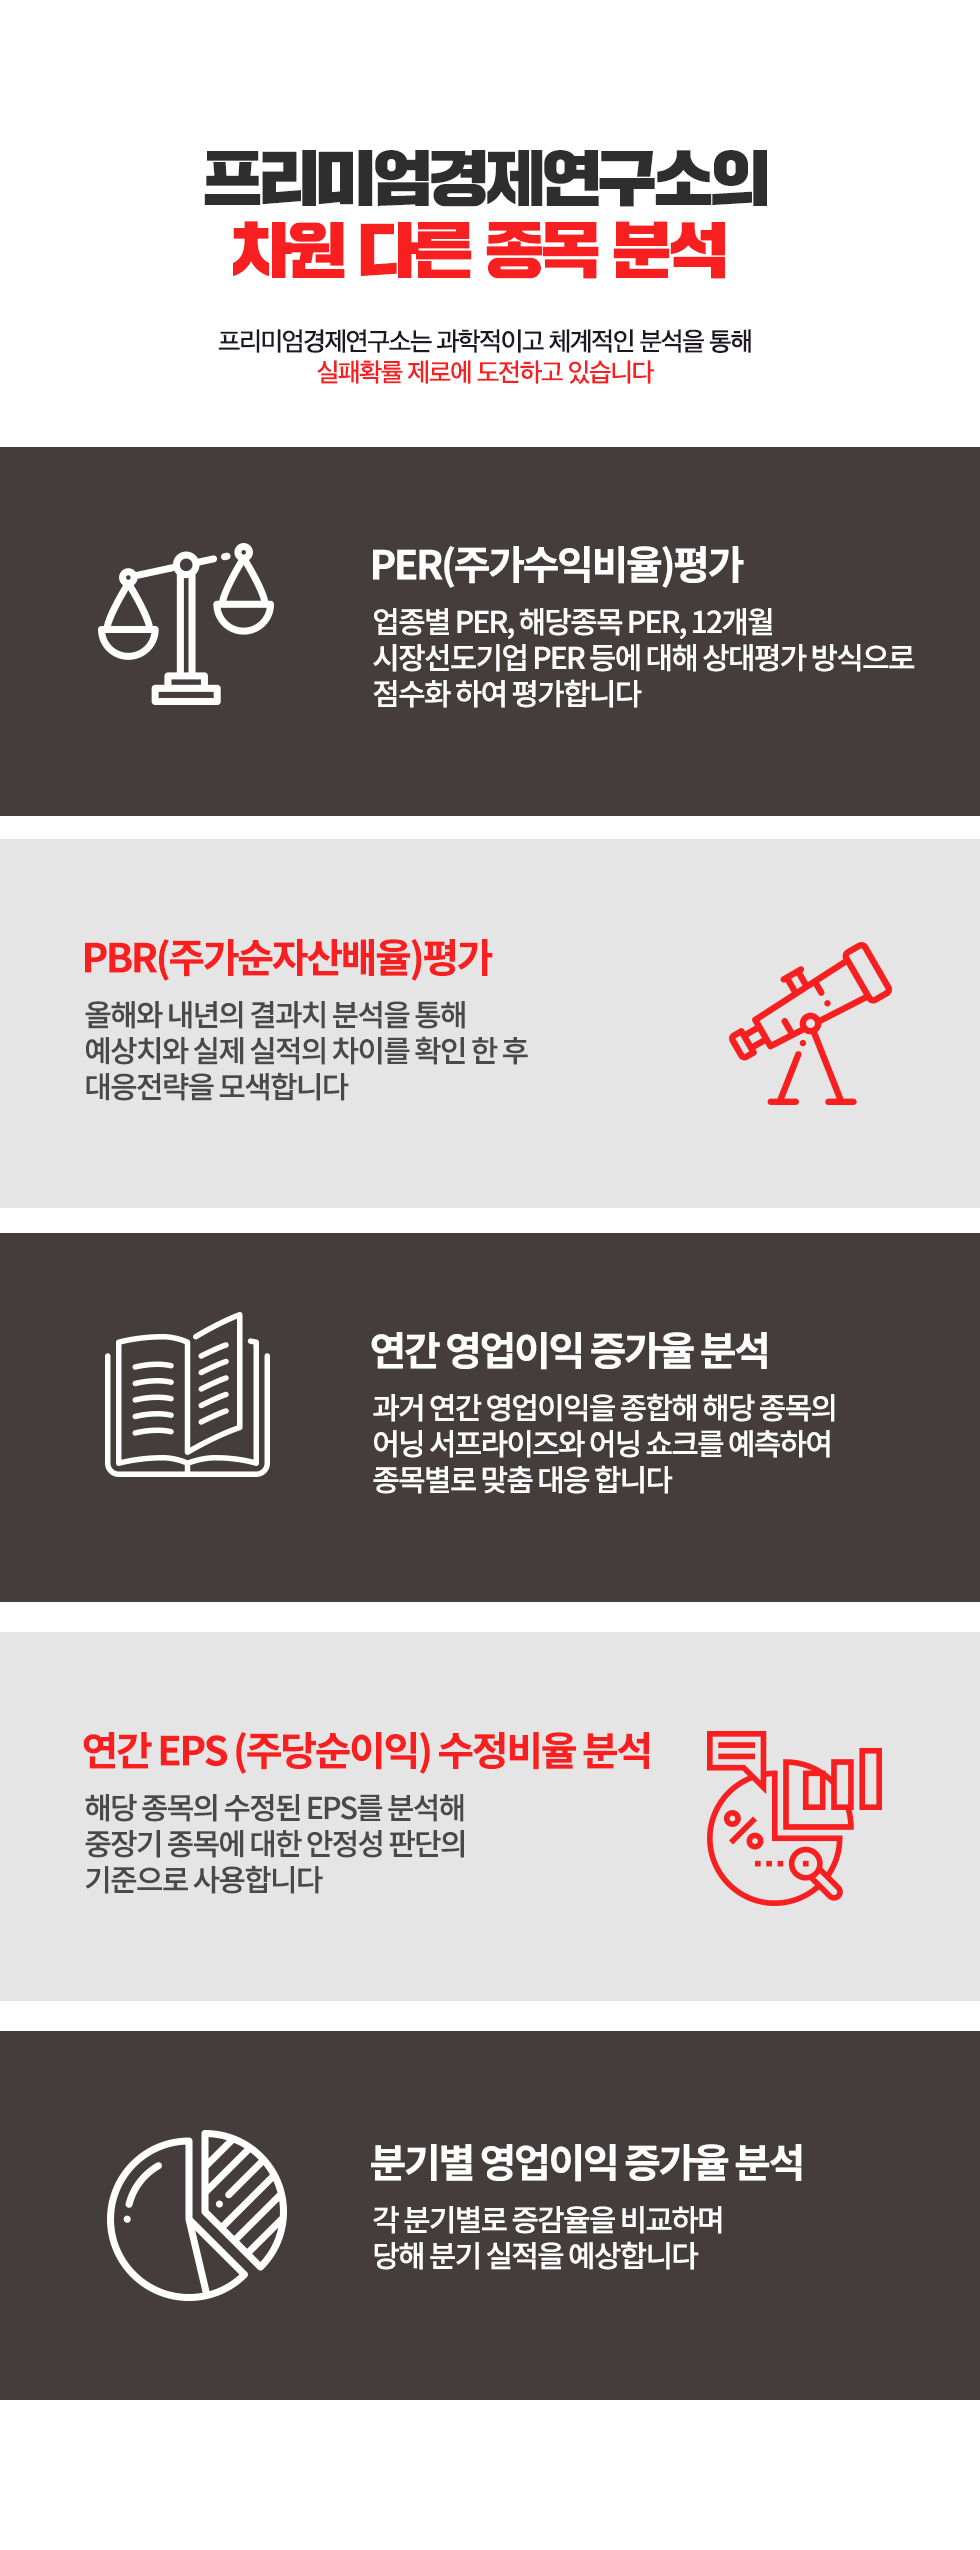 프리미엄경제연구소의
차원 다른 종목 분석
프리미엄경제연구소는 과학적이고 체계적인 분석을 통해
실패확률 제로에 도전하고 있습니다
PER(주가수익비율)평가
업종별 PER, 해당종목 PER, 12개월
시장선도기업 PER 등에 대해 상대평가 방식으로
점수화 하여 평가합니다
PBR(주가순자산배율)평가
올해와 내년의 결과치 분석을 통해
예상치와 실제 실적의 차이를 확인 한 후
대응전략을 모색합니다
연간 영업이익 증가율 분석
과거 연간 영업이익을 종합해 해당 종목의
어닝 서프라이즈와 어닝 쇼크를 예측하여
종목별로 맞춤 대응 합니다
연간 EPS (주당순이익) 수정비율 분석
해당 종목의 수정된 EPS를 분석해
중장기 종목에 대한 안정성 판단의
기준으로 사용합니다
%
분기별 영업이익 증가율 분석
각 분기별로 증감율을 비교하며
당해 분기 실적을 예상합니다